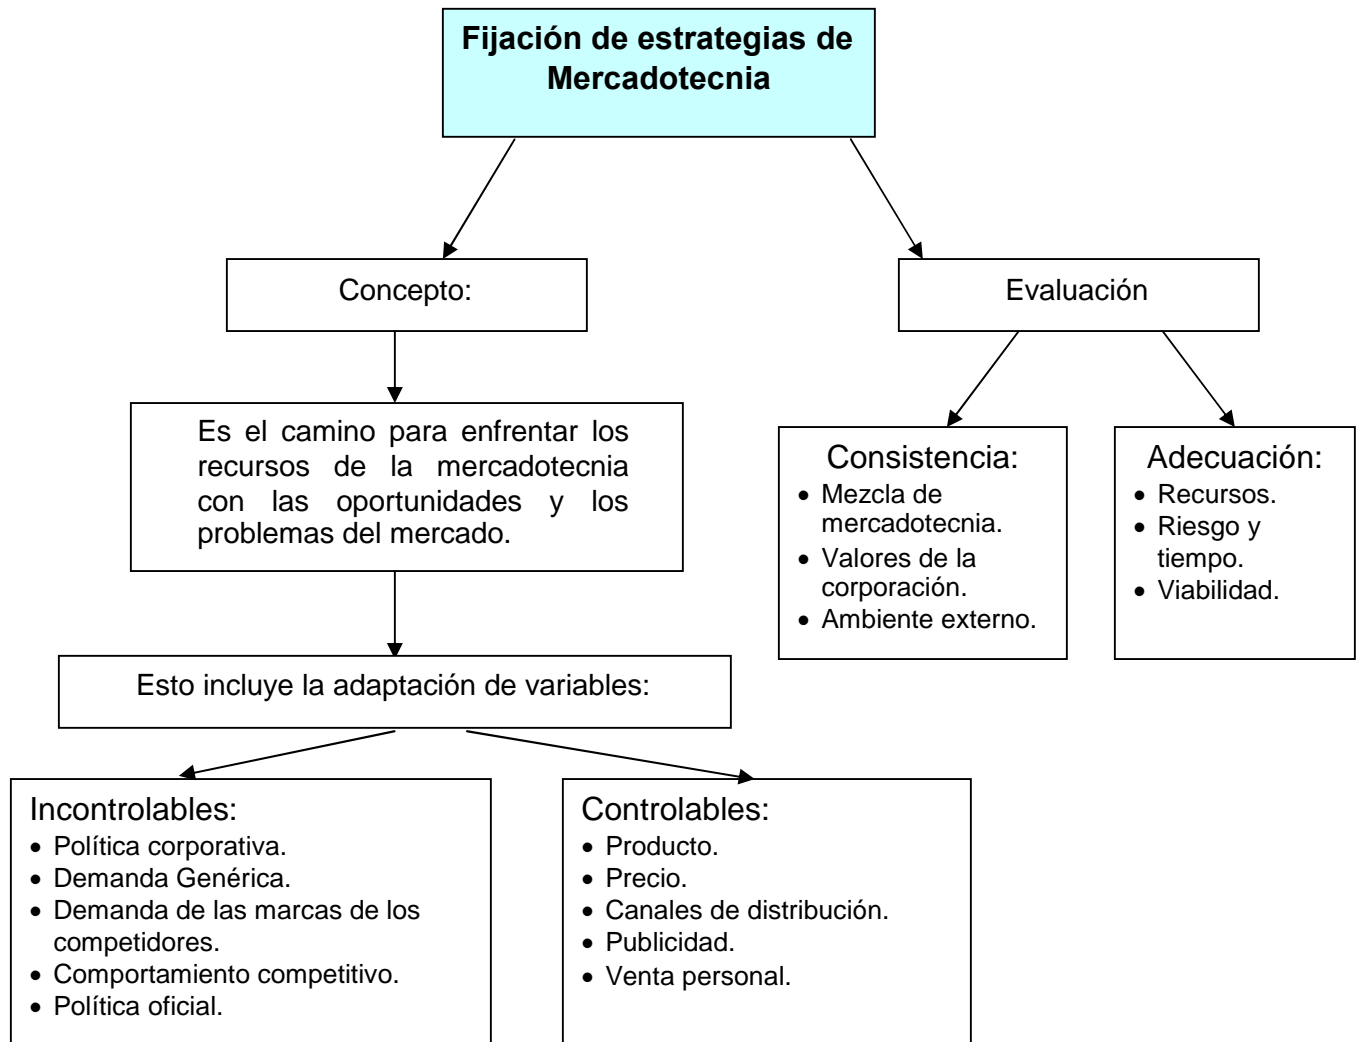 Fijación de estrategias de
Mercadotecnia
Concepto:
Evaluación
Es el camino para enfrentar los
recursos de la mercadotecnia
con las oportunidades y los
problemas del mercado.
Consistencia:
• Mezcla de
mercadotecnia.
• Valores de la
corporación.
• Ambiente externo.
Adecuación:
• Recursos.
• Riesgo y
tiempo.
• Viabilidad.
Esto incluye la adaptación de variables:
Incontrolables:
• Política corporativa.
• Demanda Genérica.
• Demanda de las marcas de los
competidores.
• Comportamiento competitivo.
• Política oficial.
Controlables:
• Producto.
• Precio.
• Canales de distribución.
• Publicidad.
• Venta personal.